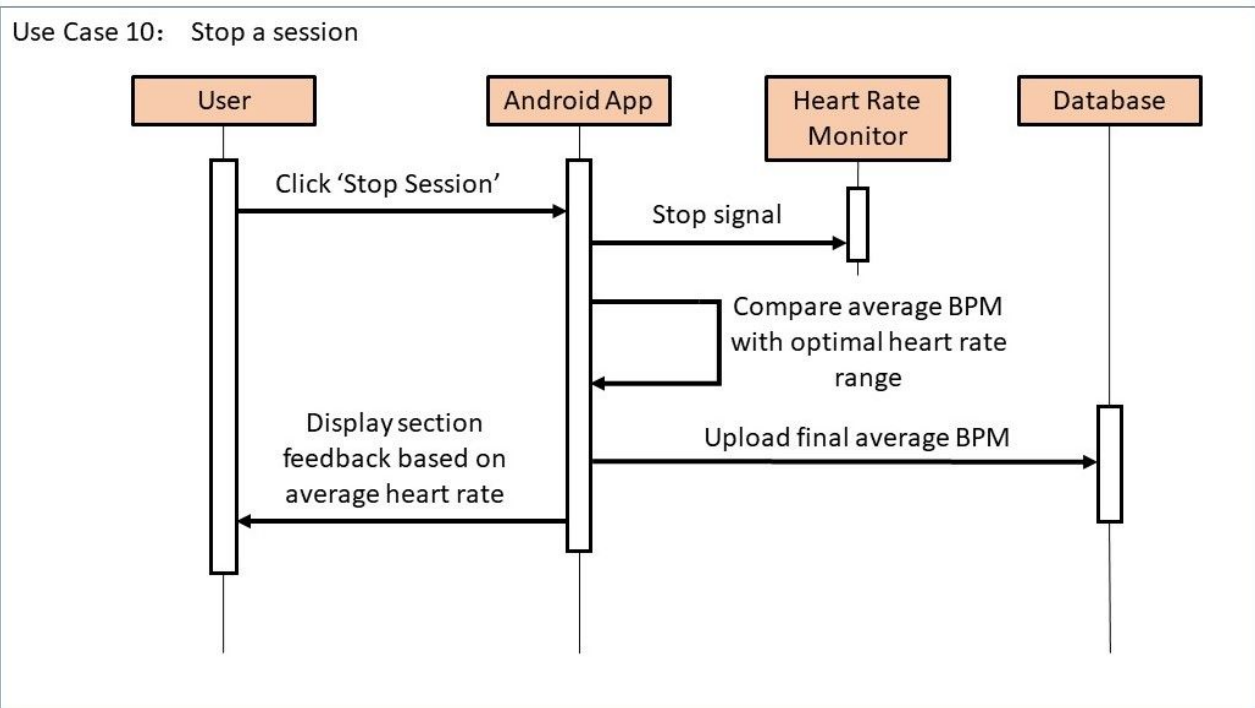 Use Case 10： Stop a session
User
Android App
Heart Rate
Monitor
Database
Click ‘Stop Session’
Stop signal
Compare average BPM
with optimal heart rate
range
Display section
feedback based on
average heart rate
Upload final average BPM